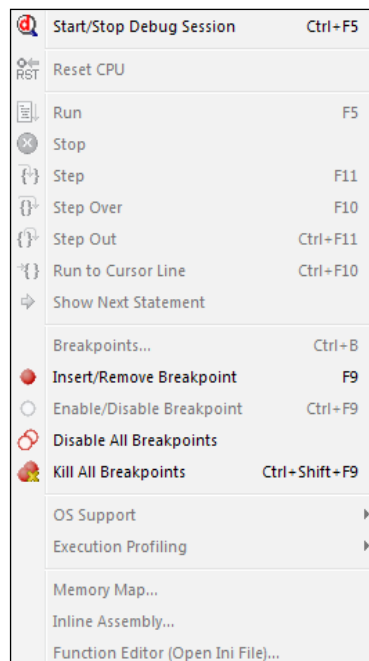 Start/Stop Debug Session Ctrl+F5
RST Reset CPU
Run F5
Stop
Step F11
Step Over F10
Step Out Ctrl+F11
Run to Cursor Line Ctrl+F10
Show Next Statement
Breakpoints... Ctrl+B
Insert/Remove Breakpoint F9
Enable/Disable Breakpoint Ctrl+F9
Disable All Breakpoints
Kill All Breakpoints Ctrl+Shift+F9
OS Support
Execution Profiling
Memory Map...
Inline Assembly...
Function Editor (Open Ini File)...